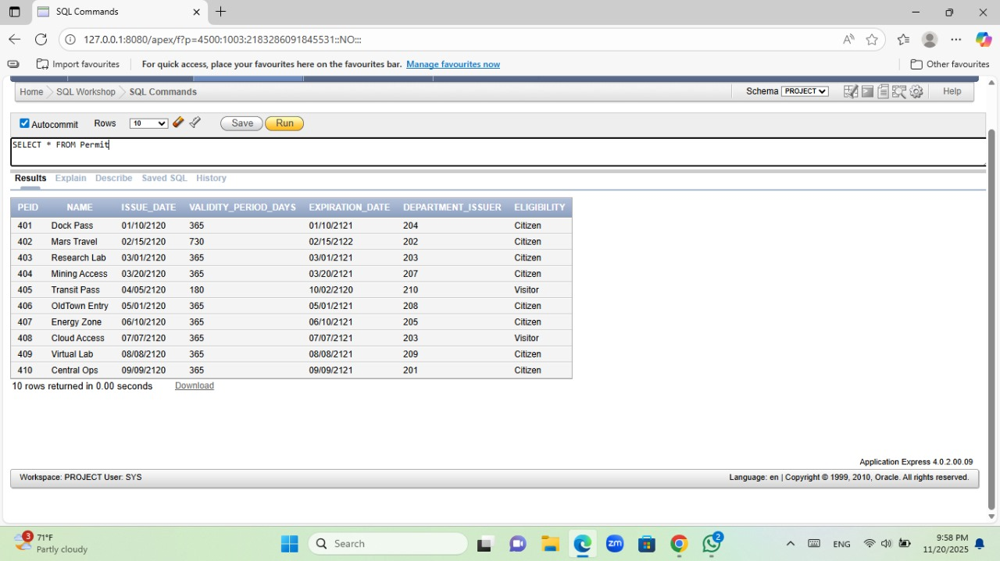 SQL Commands
127.0.0.1:8080/apex/f?p=4500:1003:2183286091845531::NO:::
Import favourites For quick access, place your favourites here on the favourites bar. Manage favourites now Other favourites
Home SQL Workshop SQL Commands Schema PROJECT Help
Autocommit Rows 10 Save Run
SELECT * FROM Permit
Results Explain Describe Saved SQL History
PEID NAME ISSUE_DATE VALIDITY_PERIOD_DAYS EXPIRATION_DATE DEPARTMENT_ISSUER ELIGIBILITY
401 Dock Pass 01/10/2120 365 01/10/2121 204 Citizen
402 Mars Travel 02/15/2120 730 02/15/2122 202 Citizen
403 Research Lab 03/01/2120 365 03/01/2121 203 Citizen
404 Mining Access 03/20/2120 365 03/20/2121 207 Citizen
405 Transit Pass 04/05/2120 180 10/02/2120 210 Visitor
406 OldTown Entry 05/01/2120 365 05/01/2121 208 Citizen
407 Energy Zone 06/10/2120 365 06/10/2121 205 Citizen
408 Cloud Access 07/07/2120 365 07/07/2121 203 Visitor
409 Virtual Lab 08/08/2120 365 08/08/2121 209 Citizen
410 Central Ops 09/09/2120 365 09/09/2121 201 Citizen
10 rows returned in 0.00 seconds Download
Application Express 4.0.2.00.09
Workspace: PROJECT User: SYS Language: en | Copyright © 1999, 2010, Oracle. All rights reserved.
3 71°F Search zm 2 ENG 9:58 PM
Partly cloudy 11/20/2025